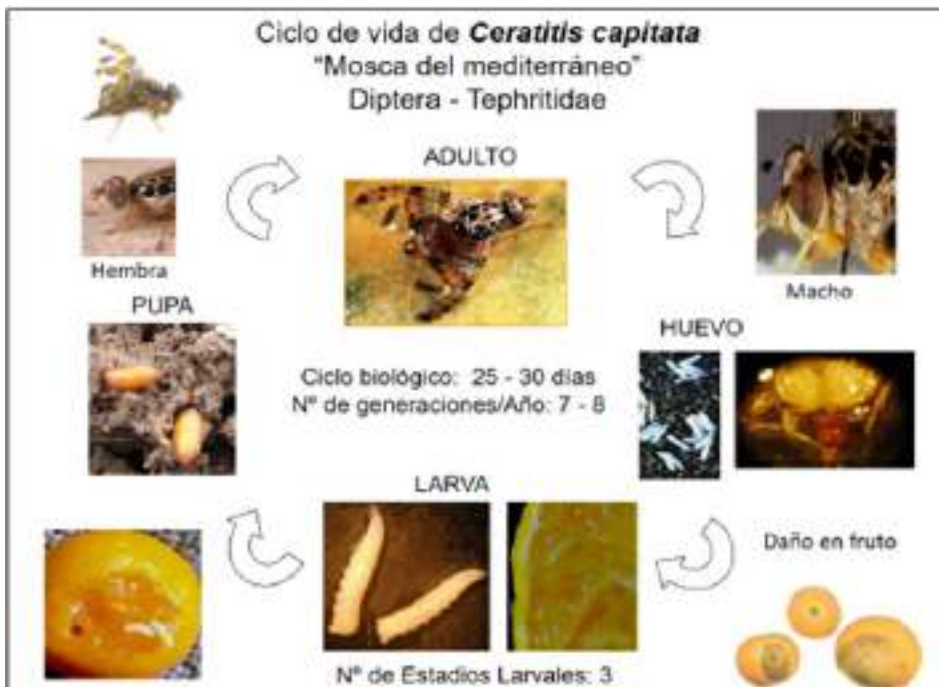 Ciclo de vida de Ceratitis capitata
"Mosca del mediterráneo"
Diptera - Tephritidae
ADULTO
Hembra
Macho
PUPA
HUEVO
Ciclo biológico: 25 - 30 días
Nº de generaciones/Año: 7 - 8
LARVA
Daño en fruto
Nº de Estadios Larvales: 3